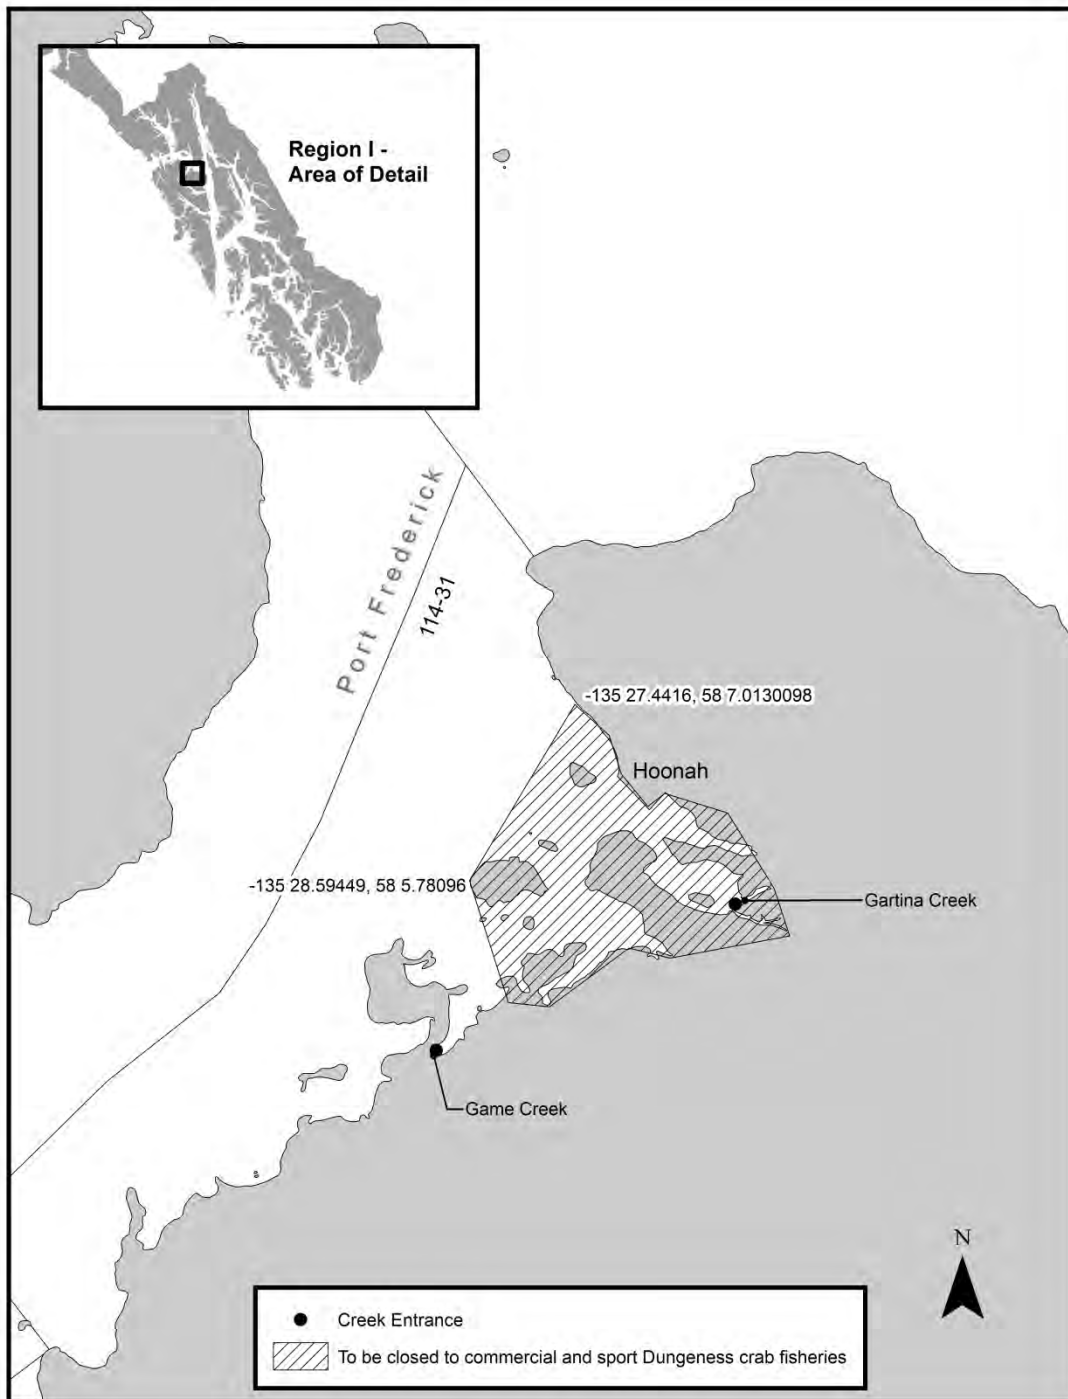 Region I -
Area of Detail
Port Frederick
114-31
-135 27.4416, 58 7.0130098
Hoonah
-135 28.59449, 58 5.78096
Gartina Creek
Game Creek
N
Creek Entrance
To be closed to commercial and sport Dungeness crab fisheries